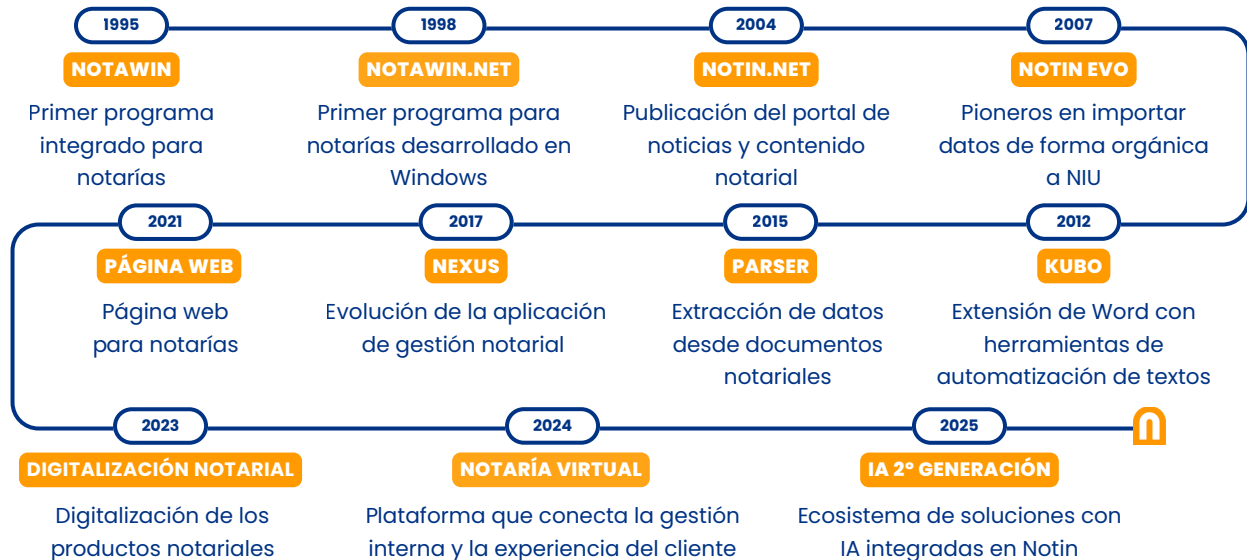 1995
NOTAWIN
Primer programa
integrado para
notarías
1998
NOTAWIN.NET
Primer programa para
notarías desarrollado en
Windows
2004
NOTIN.NET
Publicación del portal de
noticias y contenido
notarial
2007
NOTIN EVO
Pioneros en importar
datos de forma orgánica
a NIU
2012
KUBO
Extensión de Word con
herramientas de
automatización de textos
2015
PARSER
Extracción de datos
desde documentos
notariales
2017
NEXUS
Evolución de la aplicación
de gestión notarial
2021
PÁGINA WEB
Página web
para notarías
2023
DIGITALIZACIÓN NOTARIAL
Digitalización de los
productos notariales
2024
NOTARÍA VIRTUAL
Plataforma que conecta la gestión
interna y la experiencia del cliente
2025
IA 2º GENERACIÓN
Ecosistema de soluciones con
IA integradas en Notin